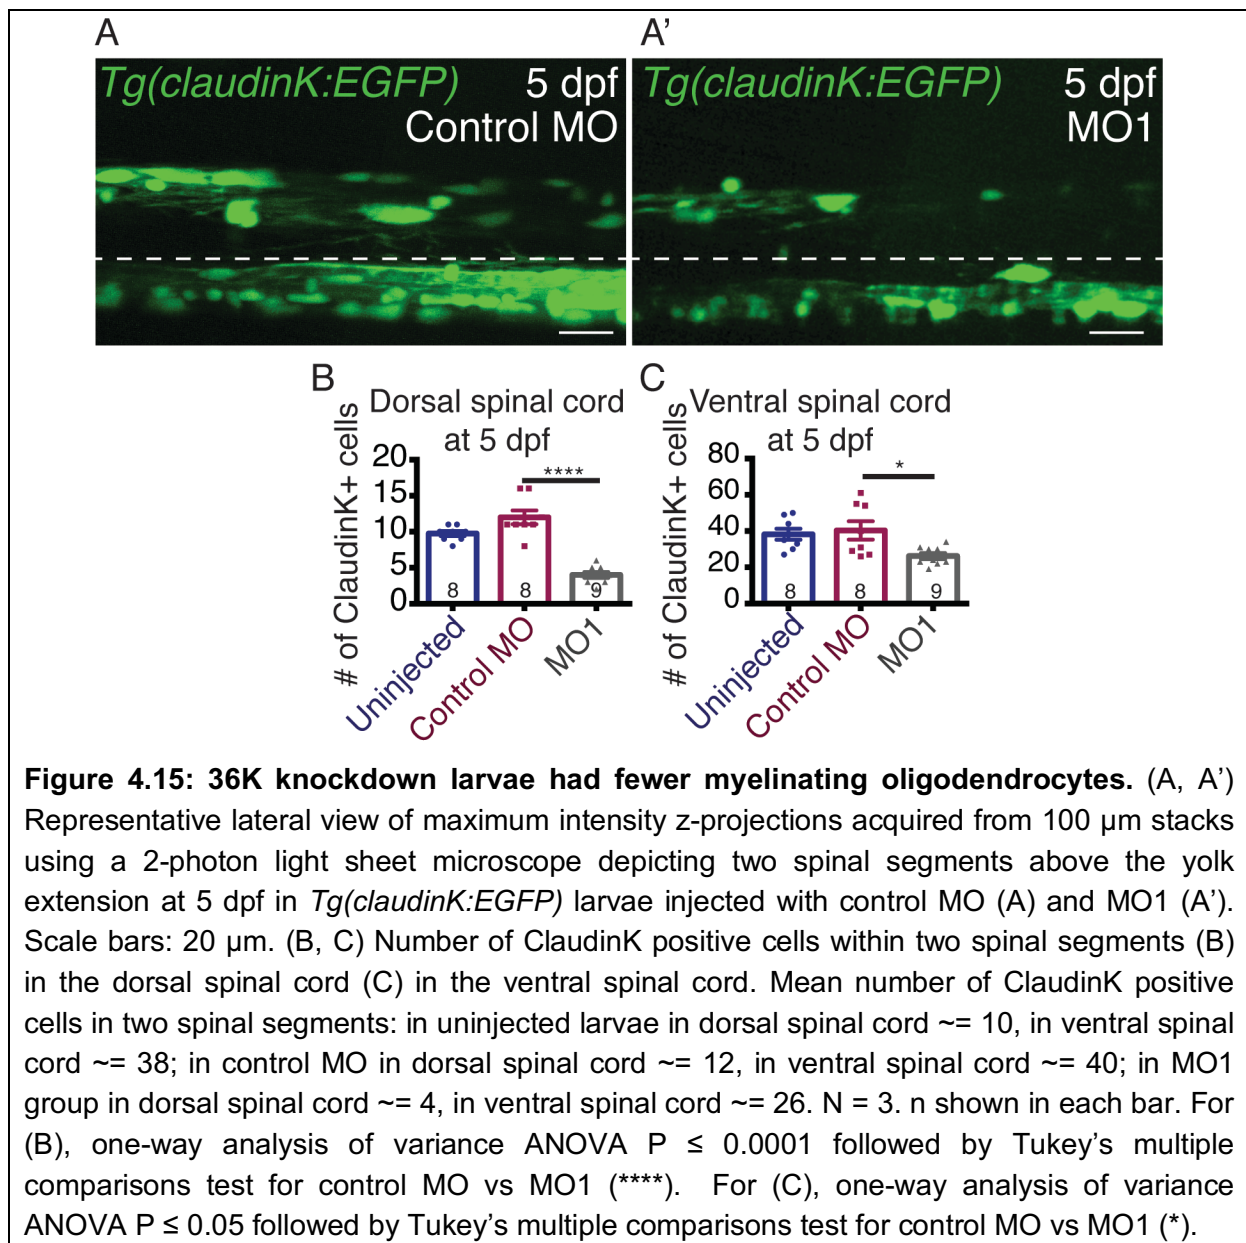 A
A'
Tg(claudinK:EGFP) 5 dpf
Control MO
Tg(claudinK:EGFP) 5 dpf
MO1
B
Dorsal spinal cord
at 5 dpf
# of ClaudinK+ cells
20
15
10
5
0
8
8
9
****
Uninjected
Control MO
MO1
C
Ventral spinal cord
at 5 dpf
# of ClaudinK+ cells
80
60
40
20
0
8
8
9
*
Uninjected
Control MO
MO1
Figure 4.15: 36K knockdown larvae had fewer myelinating oligodendrocytes. (A, A’)
Representative lateral view of maximum intensity z-projections acquired from 100 µm stacks
using a 2-photon light sheet microscope depicting two spinal segments above the yolk
extension at 5 dpf in Tg(claudinK:EGFP) larvae injected with control MO (A) and MO1 (A’).
Scale bars: 20 µm. (B, C) Number of ClaudinK positive cells within two spinal segments (B)
in the dorsal spinal cord (C) in the ventral spinal cord. Mean number of ClaudinK positive
cells in two spinal segments: in uninjected larvae in dorsal spinal cord ~= 10, in ventral spinal
cord ~= 38; in control MO in dorsal spinal cord ~= 12, in ventral spinal cord ~= 40; in MO1
group in dorsal spinal cord ~= 4, in ventral spinal cord ~= 26. N = 3. n shown in each bar. For
(B), one-way analysis of variance ANOVA P ≤ 0.0001 followed by Tukey’s multiple
comparisons test for control MO vs MO1 (****). For (C), one-way analysis of variance
ANOVA P ≤ 0.05 followed by Tukey’s multiple comparisons test for control MO vs MO1 (*).